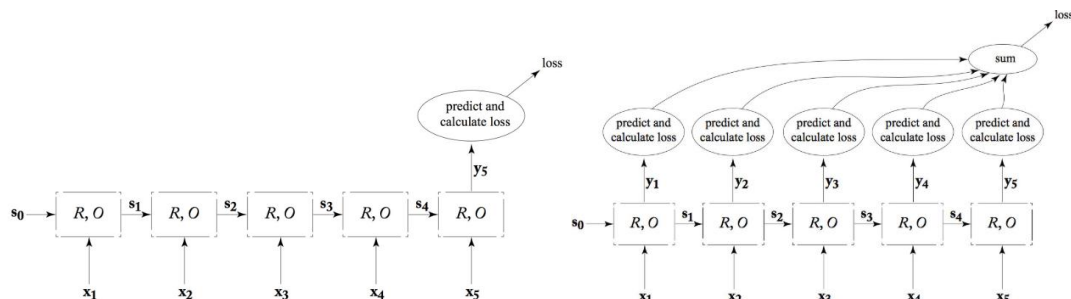 loss
predict and
calculate loss
y5
s0 R, O s1 R, O s2 R, O s3 R, O s4 R, O
x1 x2 x3 x4 x5
loss
sum
predict and predict and predict and predict and predict and
calculate loss calculate loss calculate loss calculate loss calculate loss
y1 y2 y3 y4 y5
s0 R, O s1 R, O s2 R, O s3 R, O s4 R, O
x1 x2 x3 x4 x5